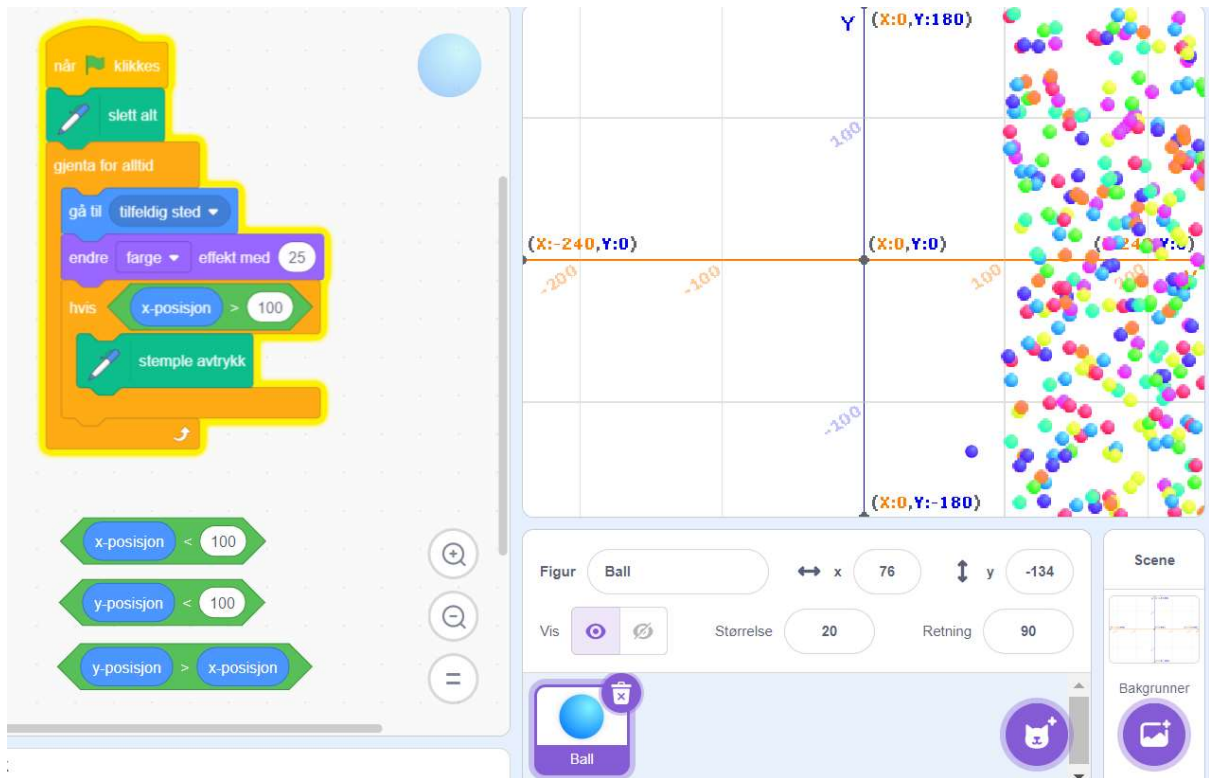 når klikkes
slett alt
gjenta for alltid
gå til tilfeldig sted
endre farge effekt med 25
hvis x-posisjon > 100
stemple avtrykk
x-posisjon < 100
y-posisjon < 100
y-posisjon > x-posisjon
Y (X:0,Y:180)
100
(X:-240,Y:0) (X:0,Y:0)
-200 -100 100
-100
(X:0,Y:-180)
Figur Ball x 76 y -134
Vis Størrelse 20 Retning 90
Ball
Scene
Bakgrunner